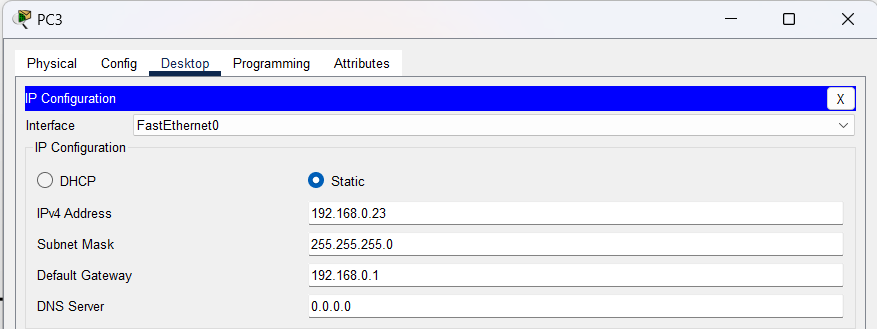 PC3
Physical Config Desktop Programming Attributes
IP Configuration X
Interface FastEthernet0
IP Configuration
DHCP Static
IPv4 Address 192.168.0.23
Subnet Mask 255.255.255.0
Default Gateway 192.168.0.1
DNS Server 0.0.0.0